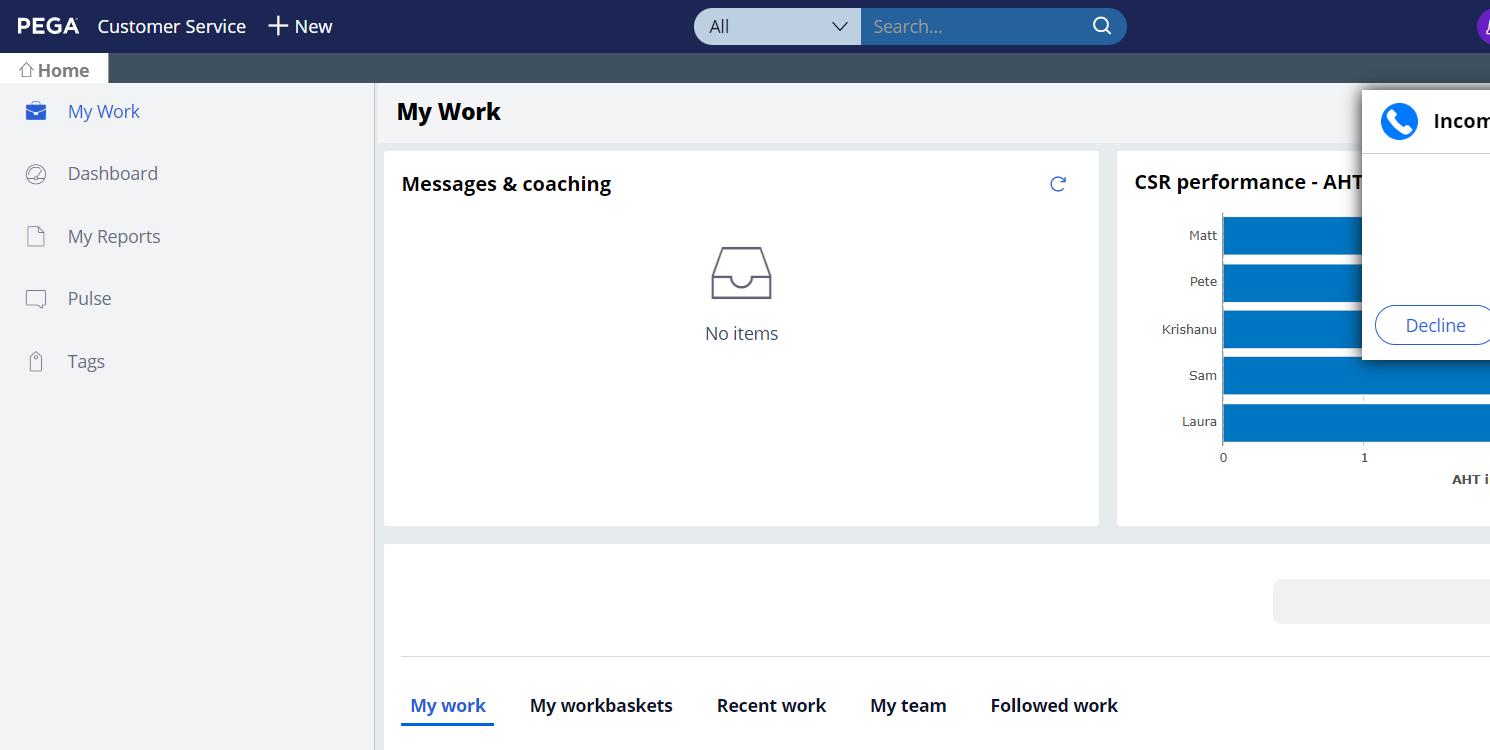 PEGA Customer Service + New All Search...
Home
My Work
Dashboard
My Reports
Pulse
Tags
My Work
Messages & coaching
No items
CSR performance - AHT
Matt
Pete
Krishanu
Sam
Laura
0 1
AHT i
Incom
Decline
My work My workbaskets Recent work My team Followed work